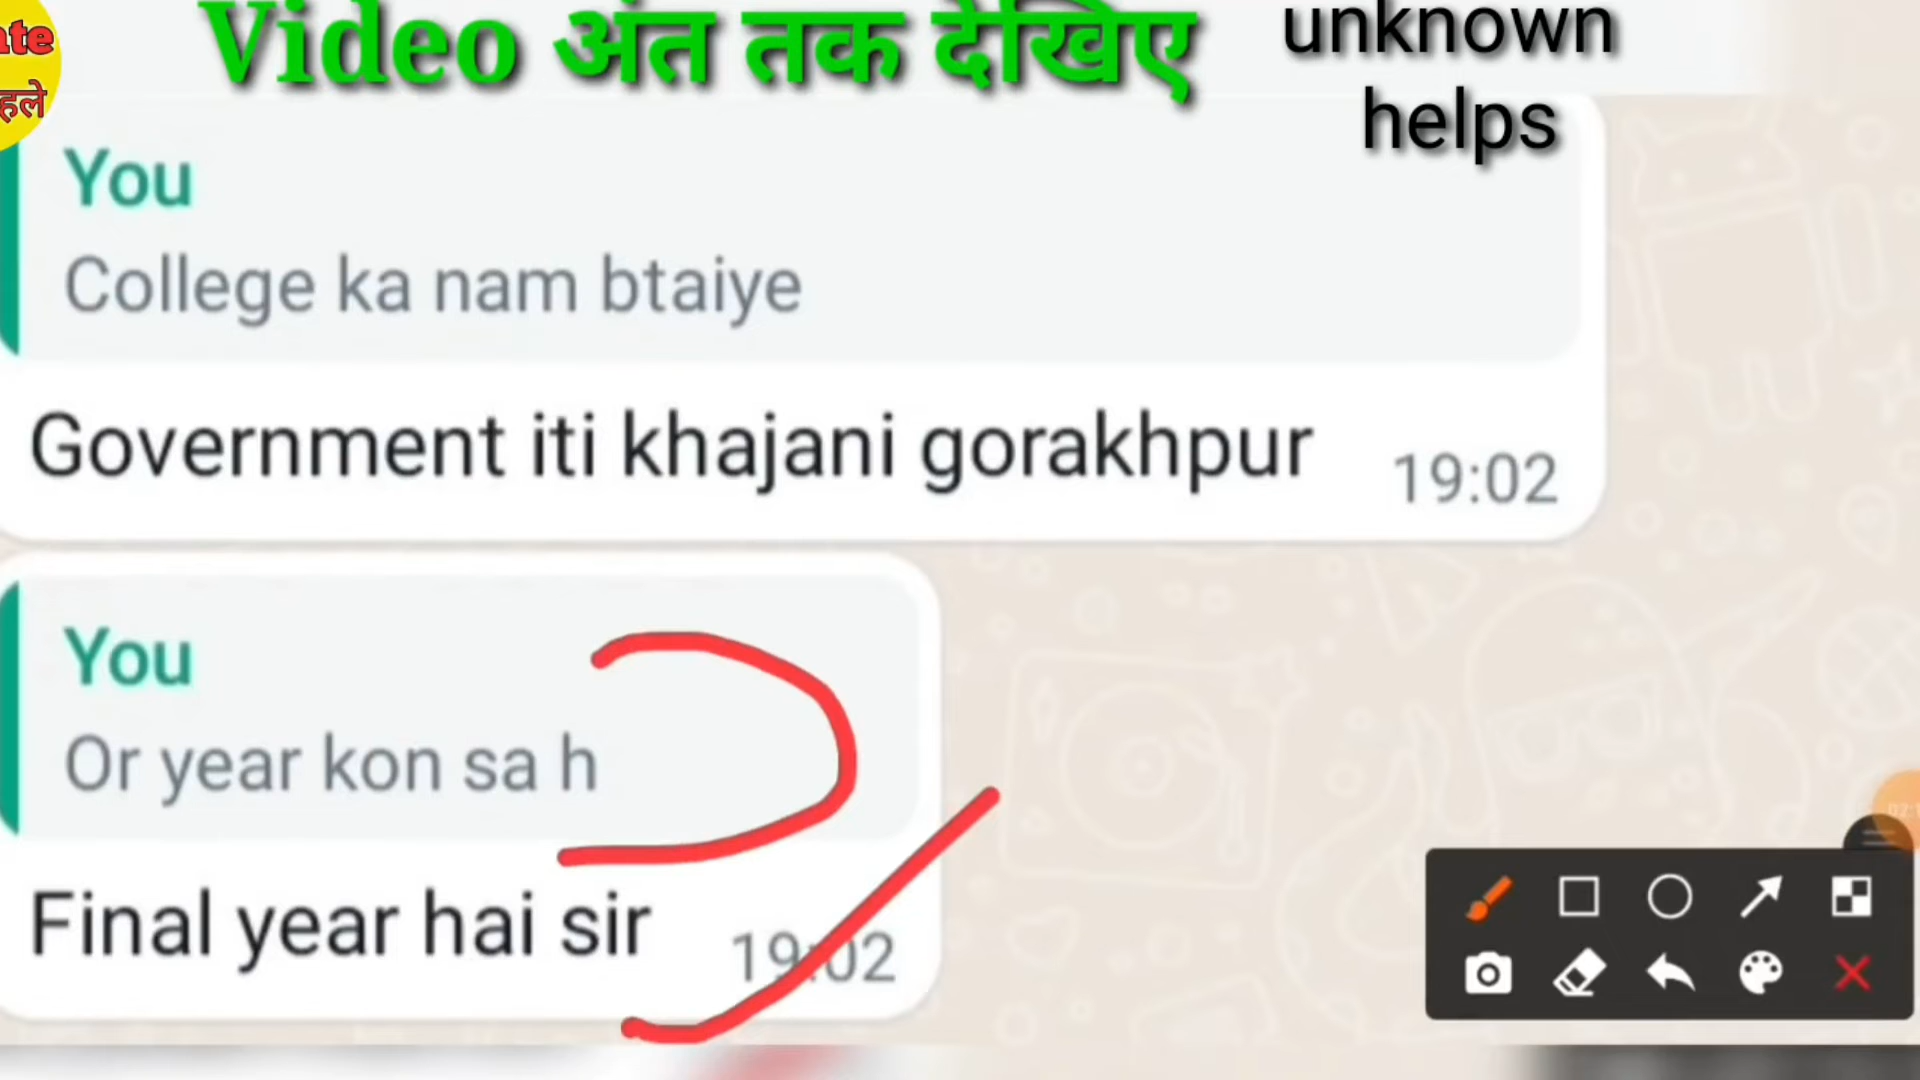 Video अंत तक देखिए
unknown
helps
You
College ka nam btaiye
Government iti khajani gorakhpur
19:02
You
Or year kon sa h
Final year hai sir
19:02